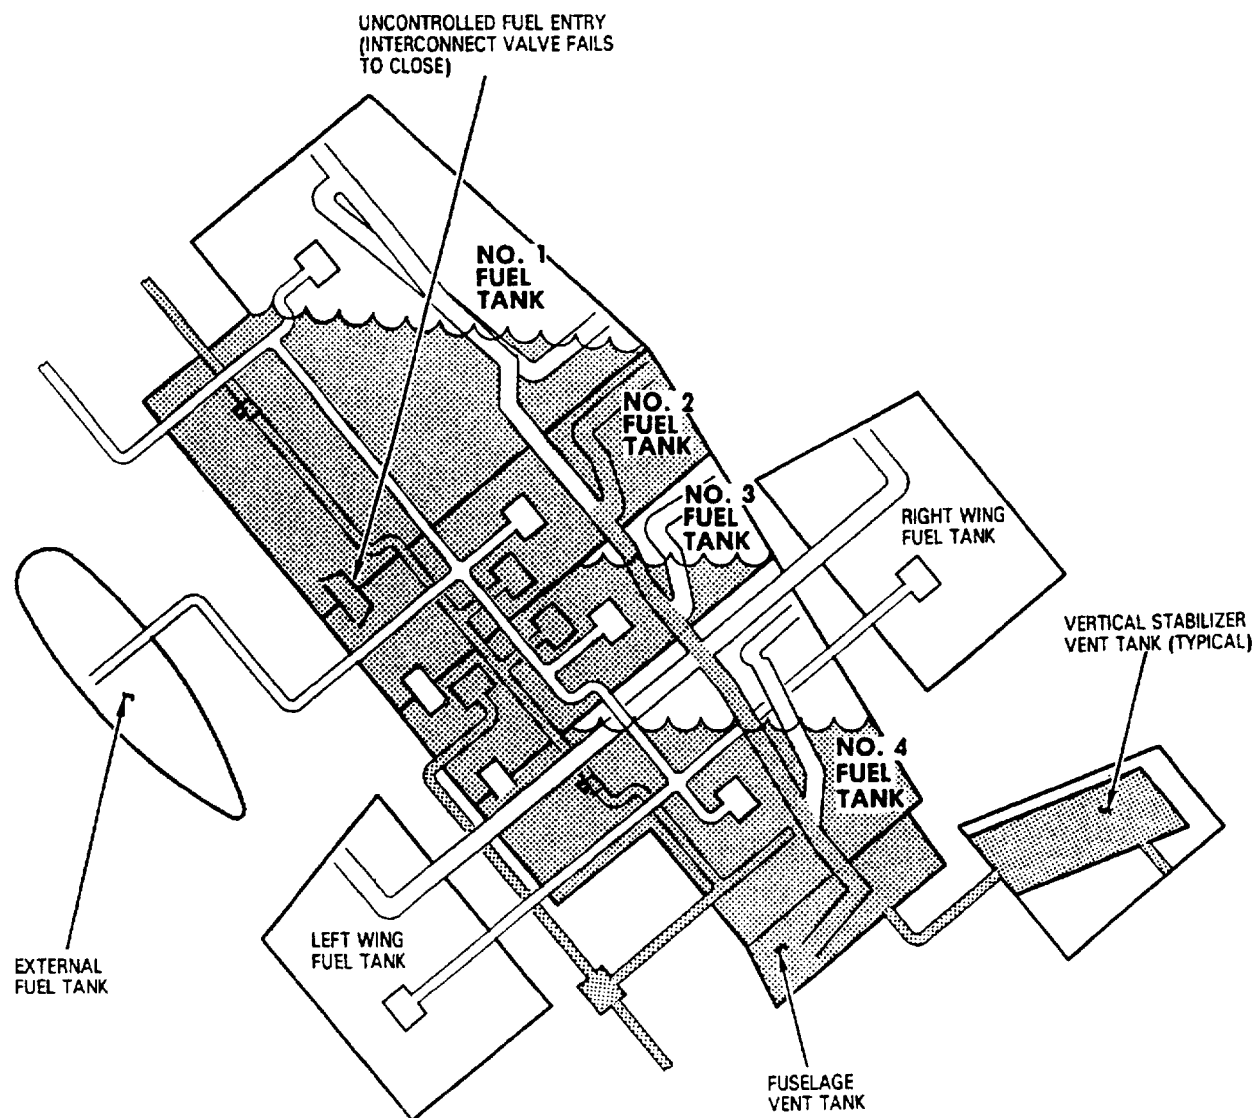 UNCONTROLLED FUEL ENTRY
(INTERCONNECT VALVE FAILS
TO CLOSE)
NO. 1
FUEL
TANK
NO. 2
FUEL
TANK
NO. 3
FUEL
TANK
RIGHT WING
FUEL TANK
VERTICAL STABILIZER
VENT TANK (TYPICAL)
NO. 4
FUEL
TANK
LEFT WING
FUEL TANK
EXTERNAL
FUEL TANK
FUSELAGE
VENT TANK